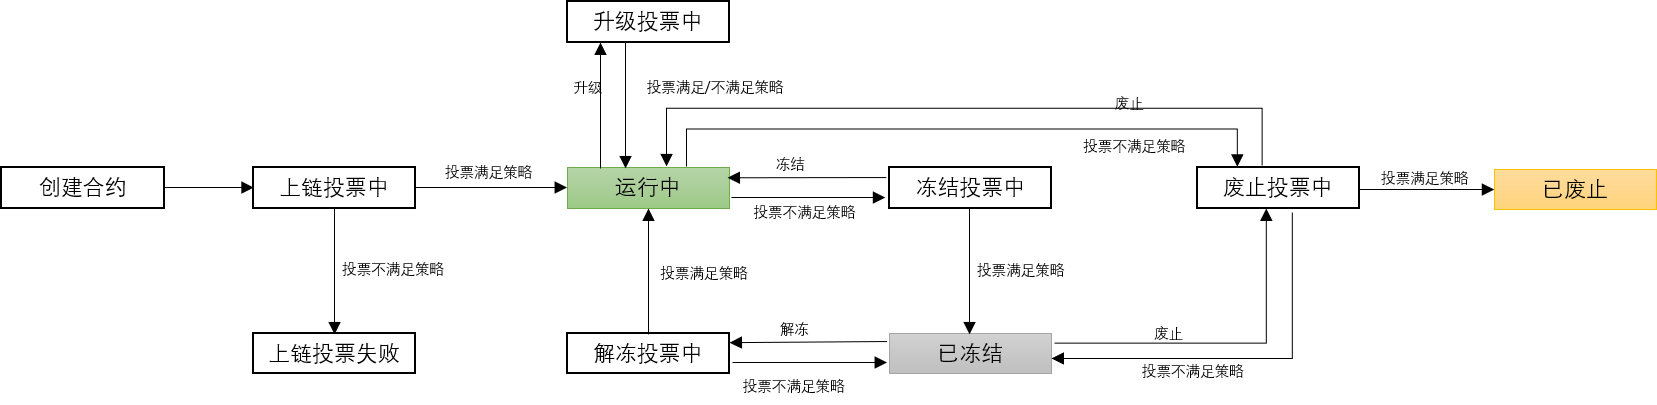 升级投票中
升级
投票满足/不满足策略
废止
投票不满足策略
创建合约
上链投票中
投票满足策略
运行中
冻结
投票不满足策略
冻结投票中
废止投票中
投票满足策略
已废止
投票不满足策略
投票满足策略
投票满足策略
上链投票失败
解冻投票中
解冻
投票不满足策略
已冻结
废止
投票不满足策略